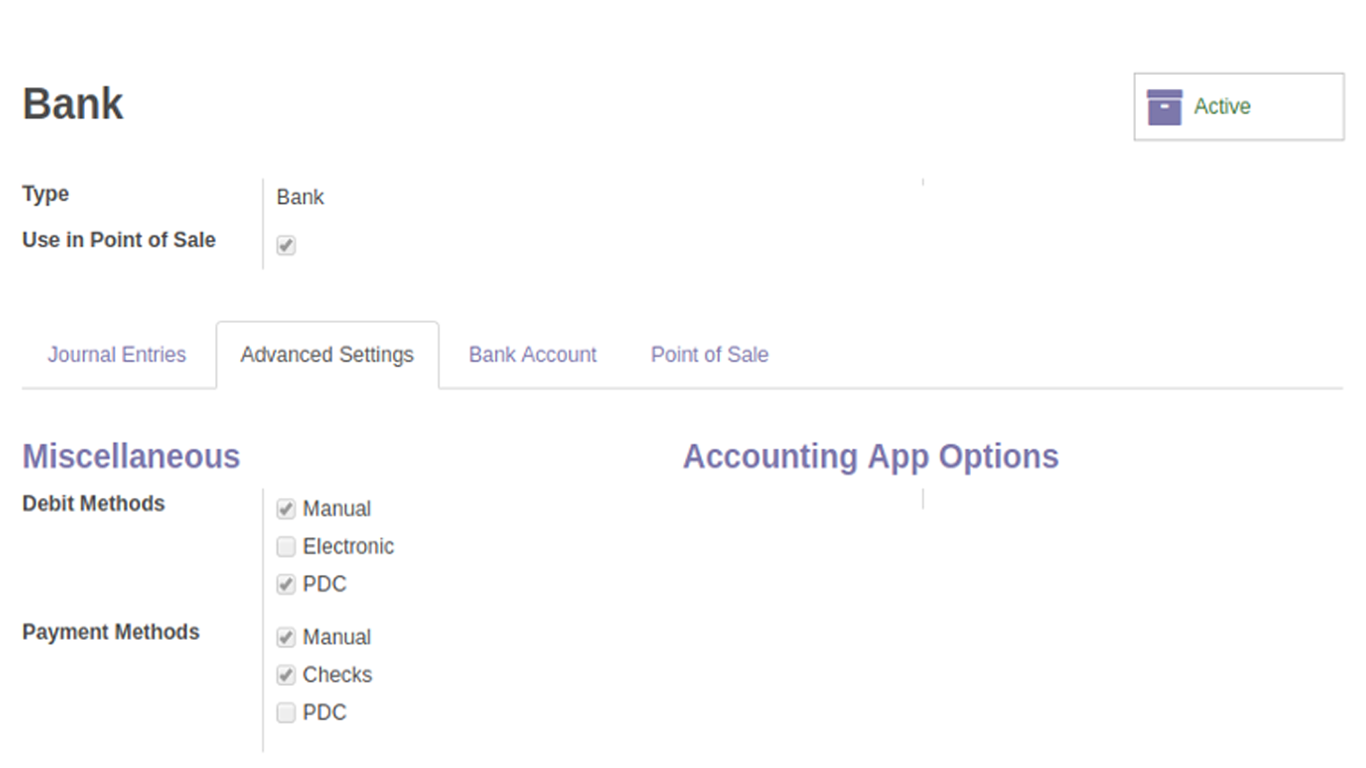 Bank
Active
Type
Bank
Use in Point of Sale
Journal Entries
Advanced Settings
Bank Account
Point of Sale
Miscellaneous
Accounting App Options
Debit Methods
Manual
Electronic
PDC
Payment Methods
Manual
Checks
PDC